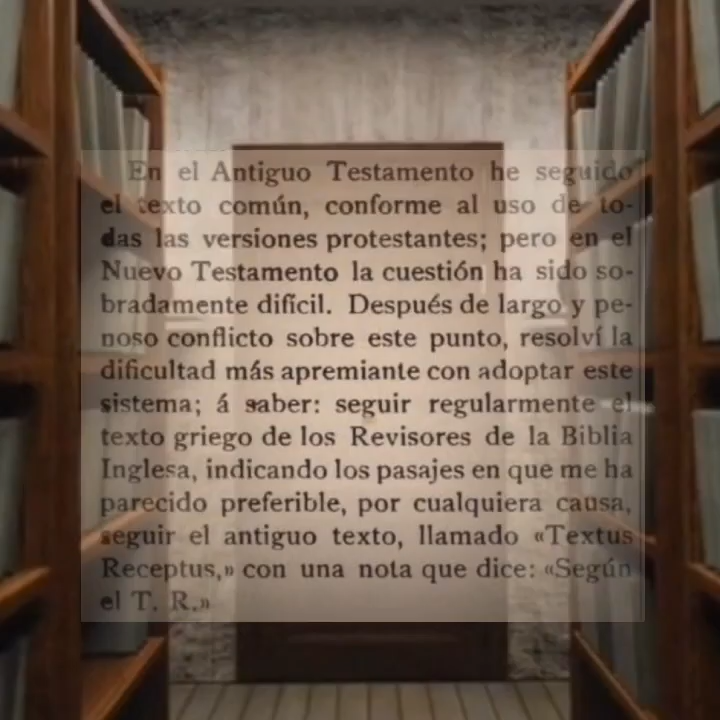 En el Antiguo Testamento he seguido
el texto común, conforme al uso de to-
das las versiones protestantes; pero en el
Nuevo Testamento la cuestión ha sido so-
bradamente difícil. Después de largo y pe-
noso conflicto sobre este punto, resolví la
dificultad más apremiante con adoptar este
sistema; á saber: seguir regularmente el
texto griego de los Revisores de la Biblia
Inglesa, indicando los pasajes en que me ha
parecido preferible, por cualquiera causa,
seguir el antiguo texto, llamado «Textus
Receptus,» con una nota que dice: «Según
el T. R.»